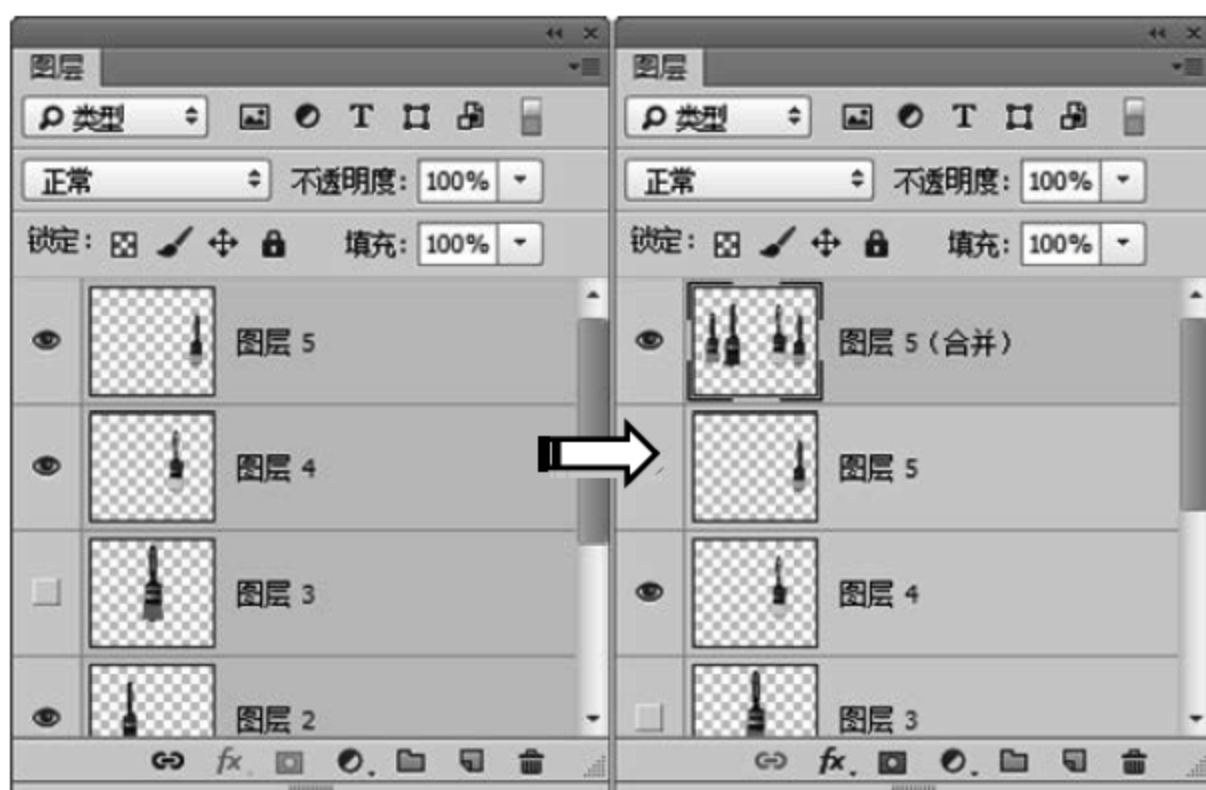 图层
类型
T
正常 不透明度: 100%
锁定: 填充: 100%
图层 5
图层 4
图层 3
图层 2
fx.
图层
类型
T
正常 不透明度: 100%
锁定: 填充: 100%
图层 5(合并)
图层 5
图层 4
图层 3
fx.